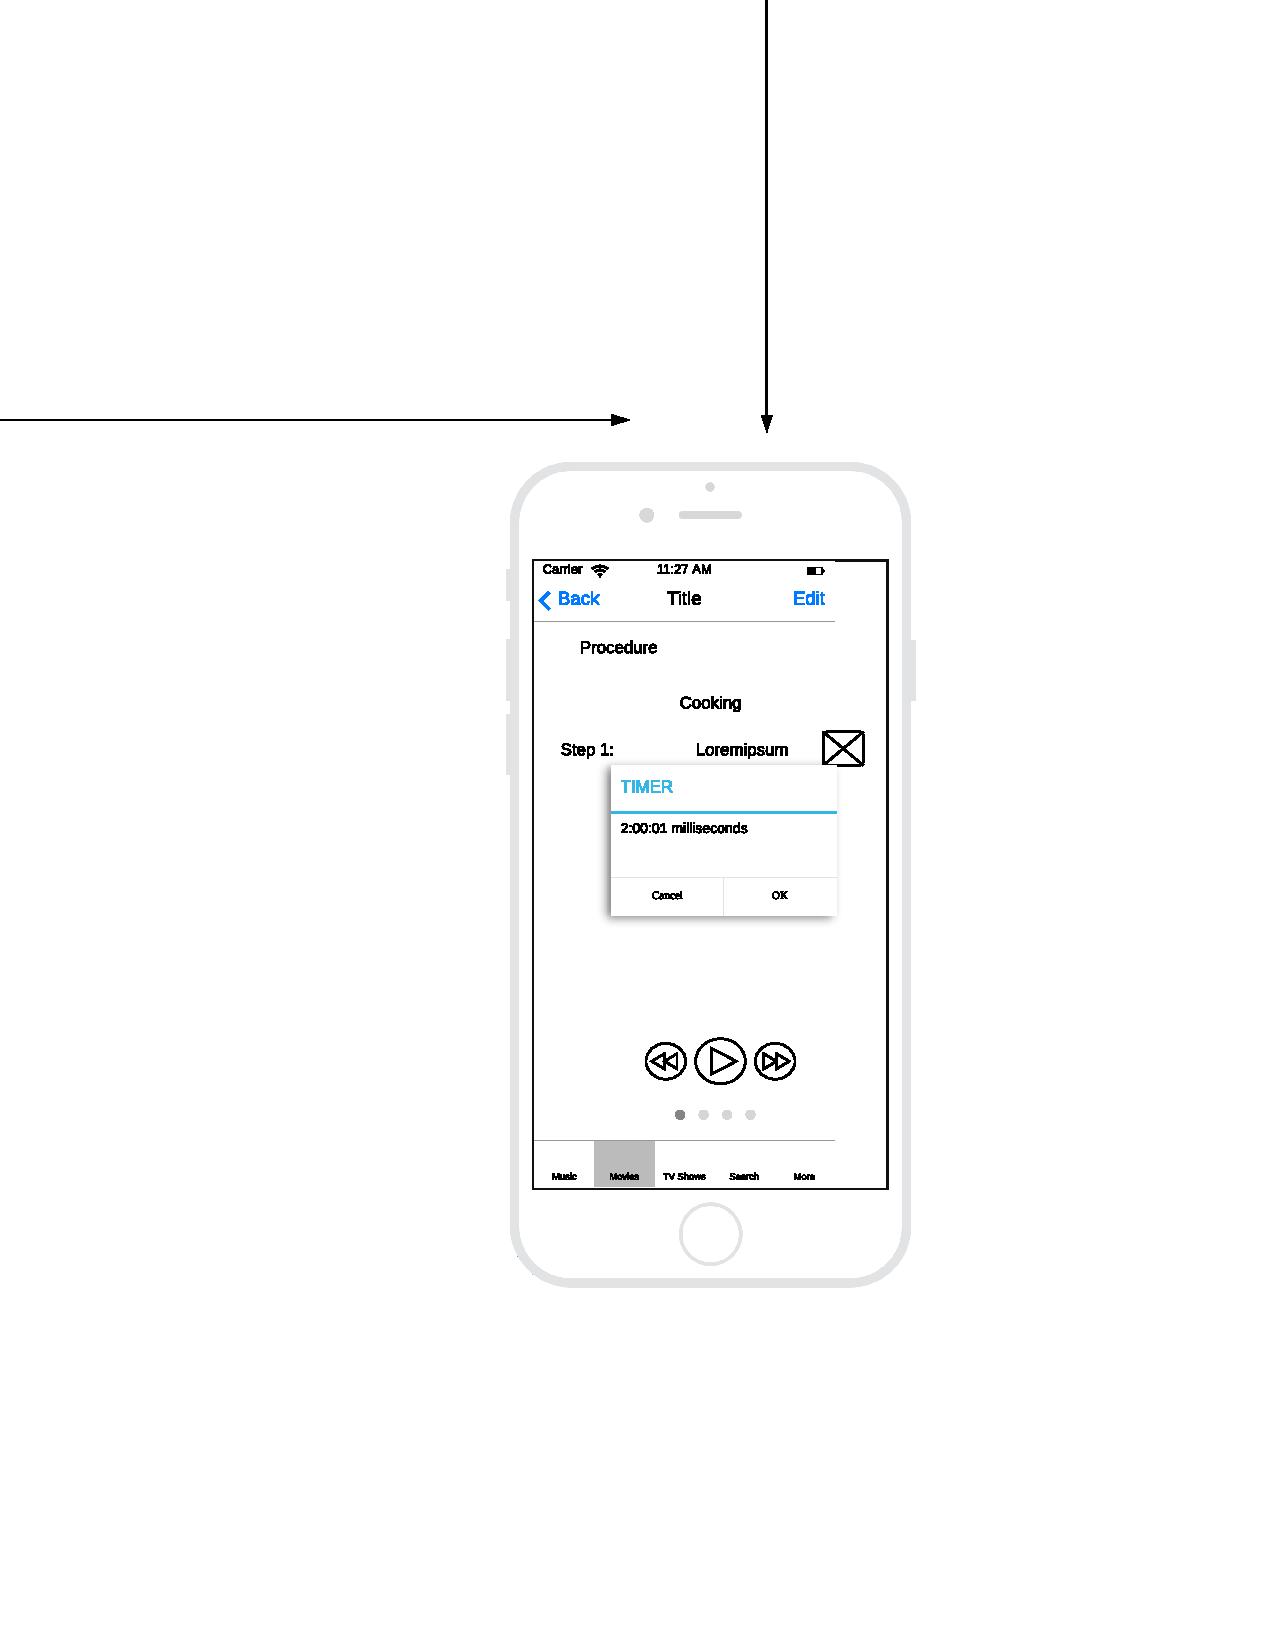 Carrier 11:27 AM
Back Title Edit
Procedure
Cooking
Step 1: Loremipsum
TIMER
2:00:01 milliseconds
Cancel OK
Music Movies TV Shows Search More